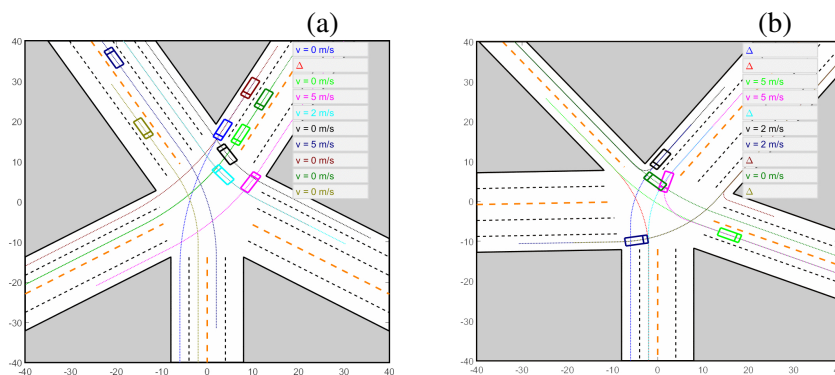 (a)
(b)
v = 0 m/s
Δ
v = 0 m/s
v = 5 m/s
v = 2 m/s
v = 0 m/s
v = 5 m/s
v = 0 m/s
v = 0 m/s
v = 0 m/s
40
30
20
10
0
-10
-20
-30
-40
-40
-30
-20
-10
0
10
20
30
40
Δ
Δ
v = 5 m/s
v = 5 m/s
Δ
v = 2 m/s
v = 2 m/s
Δ
v = 0 m/s
Δ
40
30
20
10
0
-10
-20
-30
-40
-40
-30
-20
-10
0
10
20
30
40